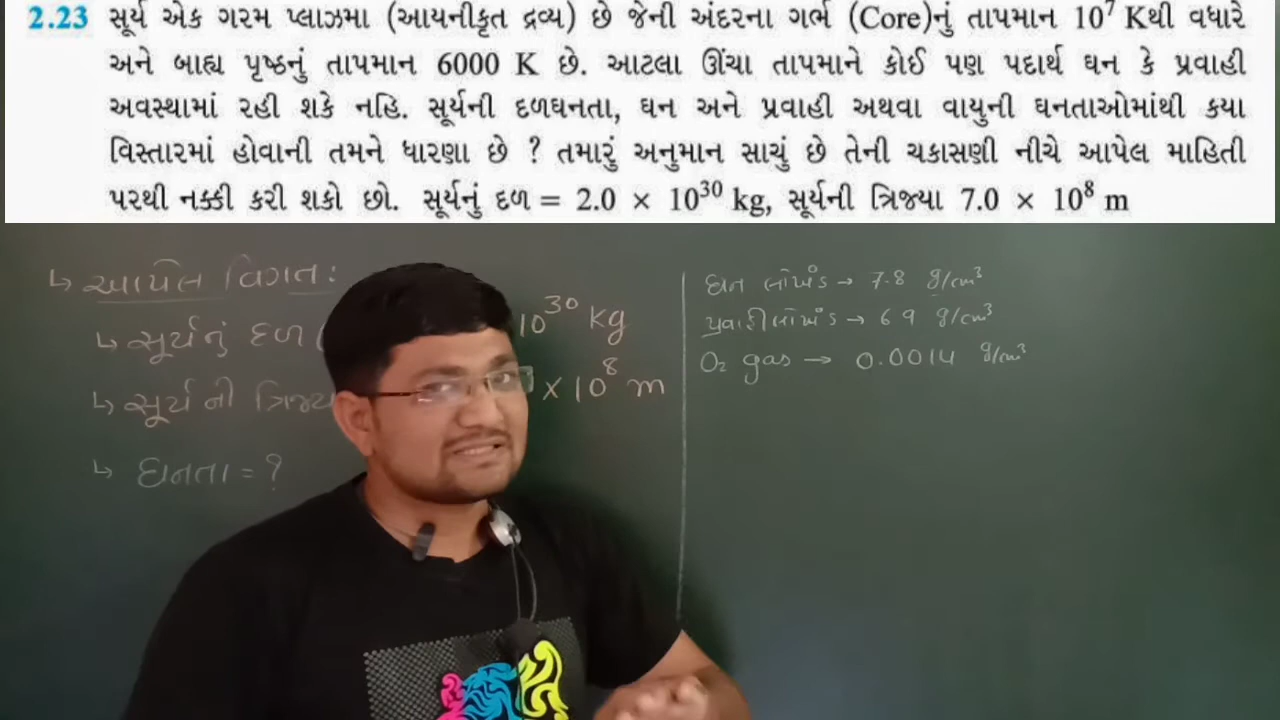 2.23 સૂર્ય એક ગરમ પ્લાઝમા (આયનીકૃત દ્રવ્ય) છે જેની અંદરના ગર્ભ (Core)નું તાપમાન 10⁷ Kથી વધારે
અને બાહ્ય પૃષ્ઠનું તાપમાન 6000 K છે. આટલા ઊંચા તાપમાને કોઈ પણ પદાર્થ ઘન કે પ્રવાહી
અવસ્થામાં રહી શકે નહિ. સૂર્યની દળઘનતા, ઘન અને પ્રવાહી અથવા વાયુની ઘનતાઓમાંથી કયા
વિસ્તારમાં હોવાની તમને ધારણા છે ? તમારું અનુમાન સાચું છે તેની ચકાસણી નીચે આપેલ માહિતી
પરથી નક્કી કરી શકો છો. સૂર્યનું દળ = 2.0 × 10³⁰ kg, સૂર્યની ત્રિજ્યા 7.0 × 10⁸ m
↳ આપેલ વિગત :
↳ સૂર્યનું દળ ( 10³⁰ kg
↳ સૂર્ય ની ત્રિજ્યા × 10⁸ m
↳ ઘનતા = ?
ઘન લોખંડ → 7.8 g/cm³
પ્રવાહી લોખંડ → 6 9 g/cm³
O₂ gas → 0.0014 g/cm³